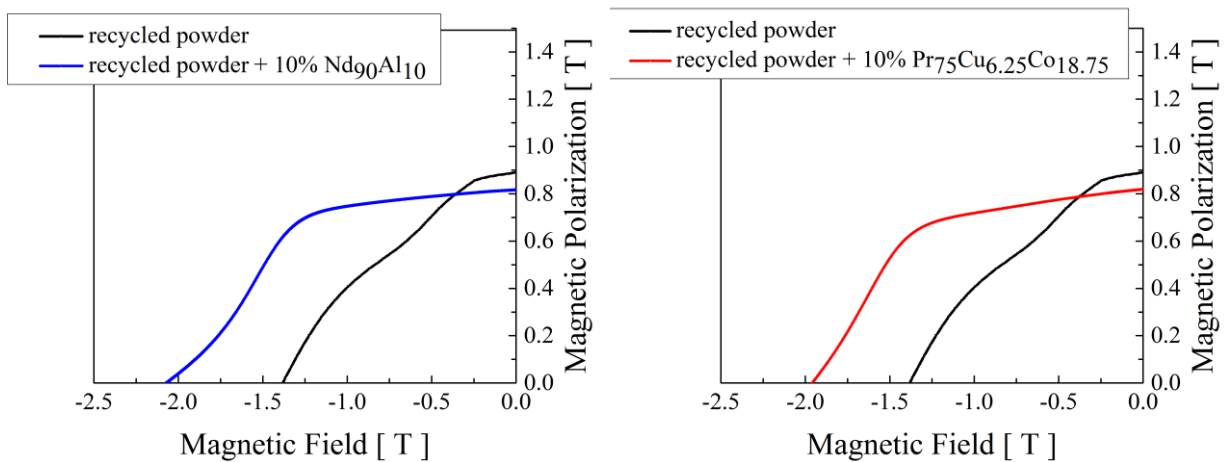 recycled powder
recycled powder + 10% Nd90Al10
1.4
1.2
1.0
0.8
0.6
0.4
0.2
0.0
Magnetic Polarization [ T ]
-2.5 -2.0 -1.5 -1.0 -0.5 0.0
Magnetic Field [ T ]
recycled powder
recycled powder + 10% Pr75Cu6.25Co18.75
1.4
1.2
1.0
0.8
0.6
0.4
0.2
0.0
Magnetic Polarization [ T ]
-2.5 -2.0 -1.5 -1.0 -0.5 0.0
Magnetic Field [ T ]